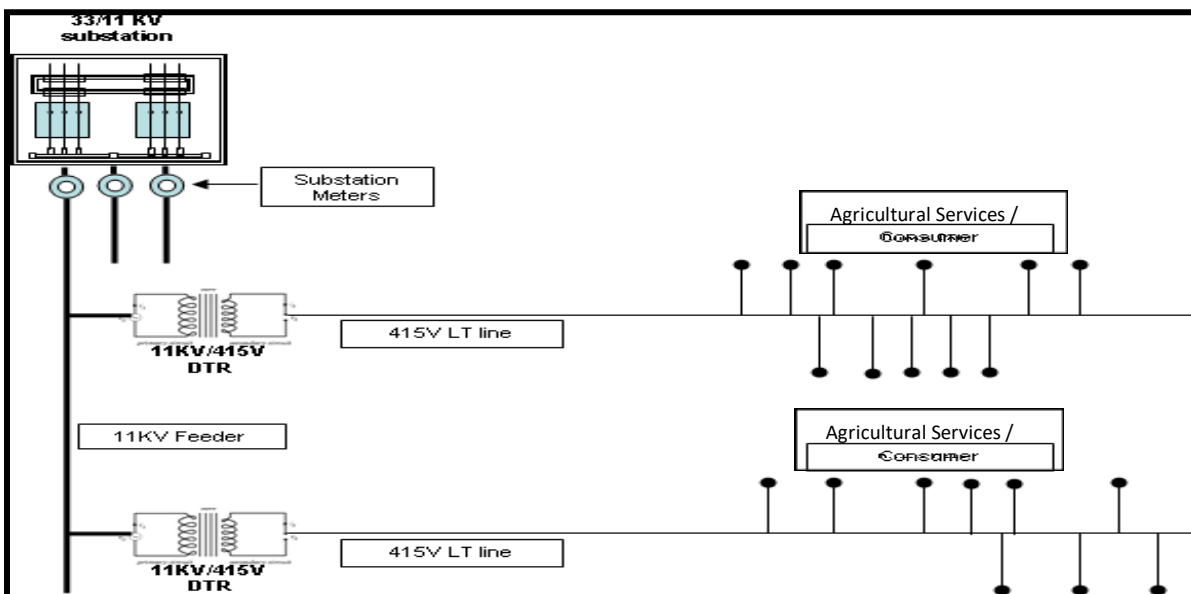 33/11 KV
substation
Substation
Meters
Agricultural Services /
Consumer
415V LT line
11KV/415V
DTR
11KV Feeder
Agricultural Services /
Consumer
415V LT line
11KV/415V
DTR